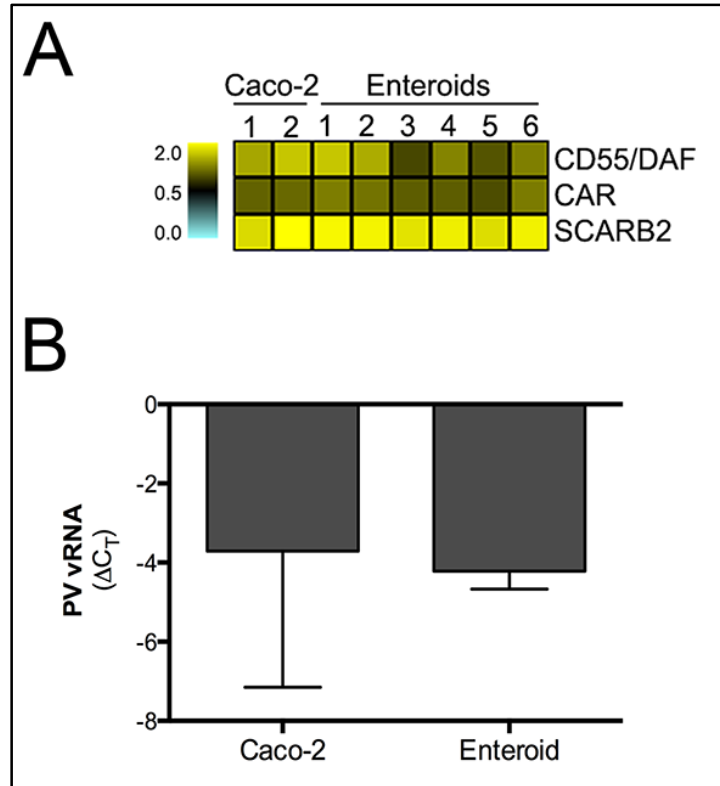 A
Caco-2 Enteroids
1 2 1 2 3 4 5 6
2.0 CD55/DAF
0.5 CAR
0.0 SCARB2
B
0
-2
-4
-6
-8
PV vRNA
(ΔCT)
Caco-2 Enteroid